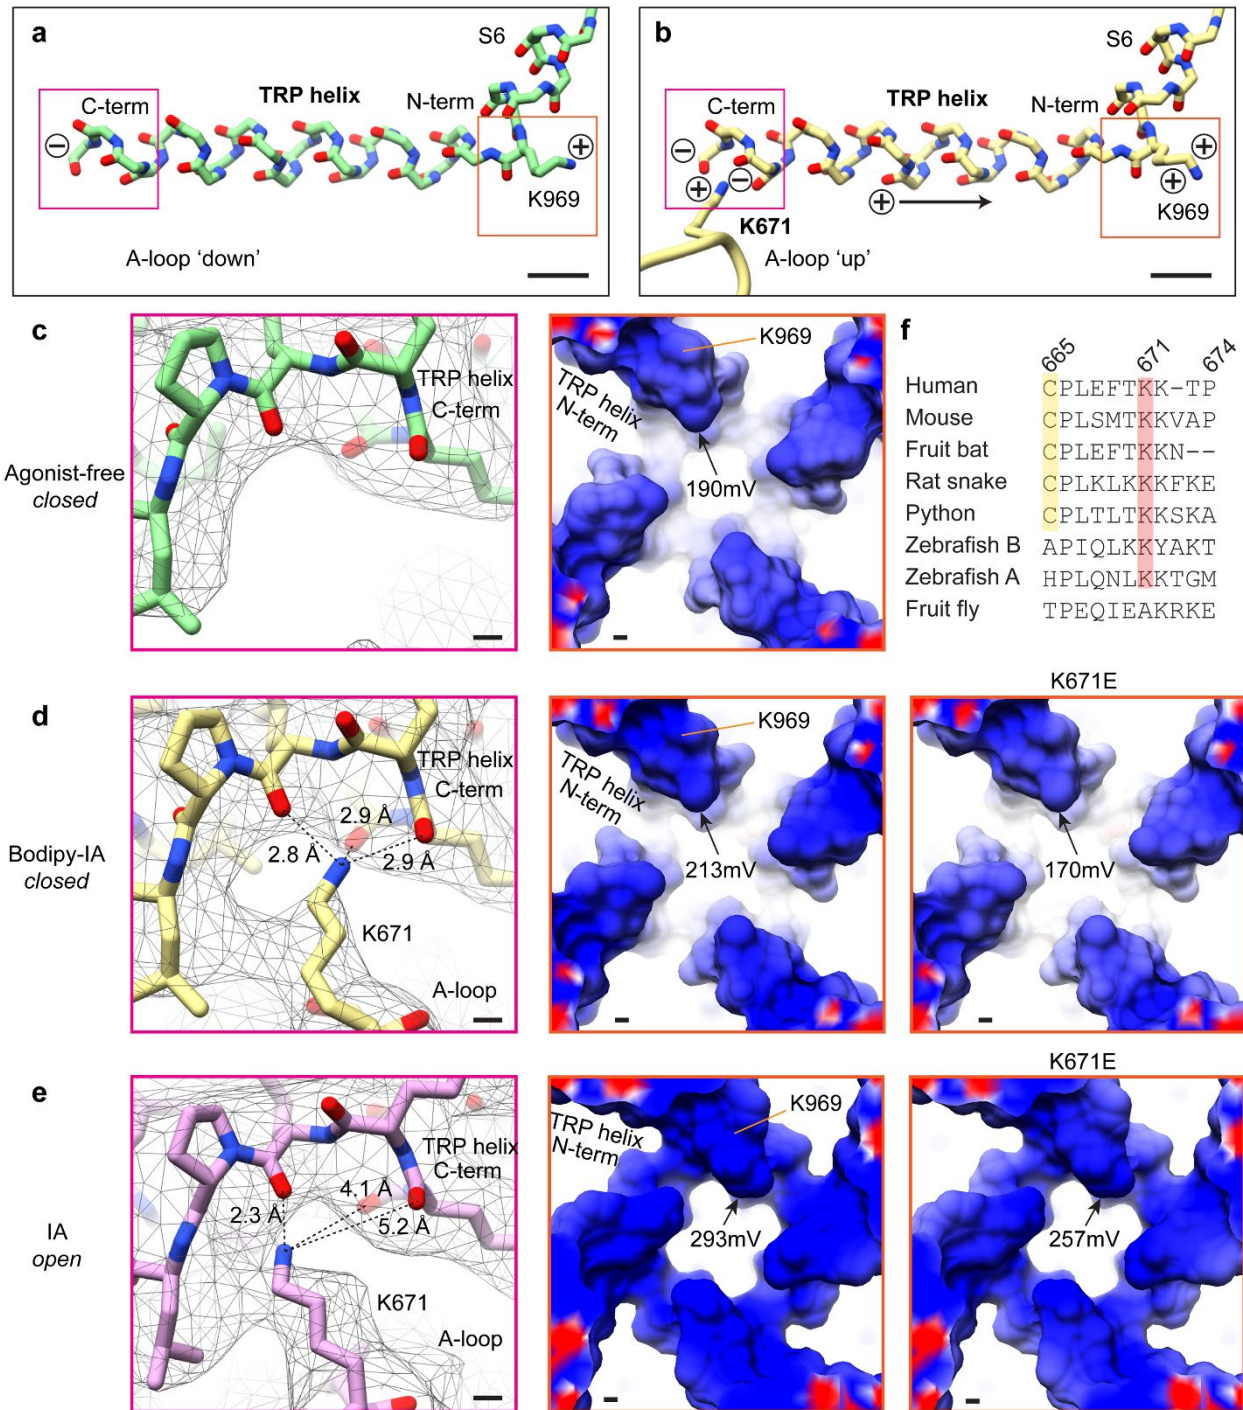 a
S6
C-term
TRP helix
N-term
−
+
K969
A-loop ‘down’
b
S6
C-term
TRP helix
N-term
−
+
+
−
+
+
K671
K969
A-loop ‘up’
c
Agonist-free
closed
TRP helix
C-term
K969
TRP helix
N-term
190mV
f
665
671
674
Human CPLEFTKK-TP
Mouse CPLSMTKKVAP
Fruit bat CPLEFTKKN--
Rat snake CPLKLKKKFKE
Python CPLTLTKKSKA
Zebrafish B APIQLKKYAKT
Zebrafish A HPLQNLKKTGM
Fruit fly TPEQIEAKRKE
d
Bodipy-IA
closed
TRP helix
C-term
2.9 Å
2.8 Å
2.9 Å
K671
A-loop
K969
TRP helix
N-term
213mV
K671E
170mV
e
IA
open
TRP helix
C-term
4.1 Å
2.3 Å
5.2 Å
K671
A-loop
TRP helix
N-term
K969
293mV
K671E
257mV